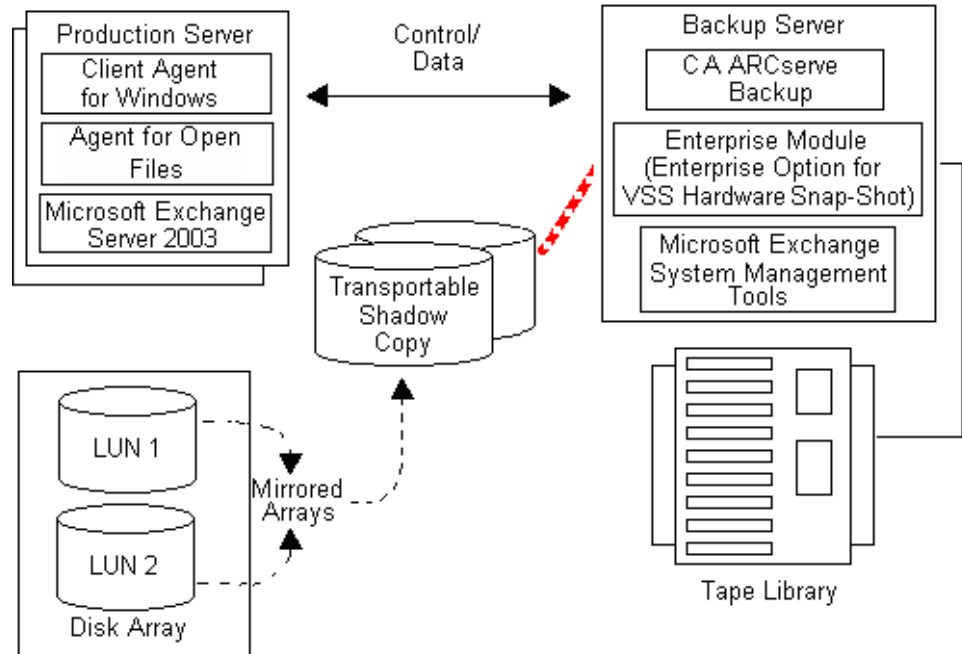 Production Server
Client Agent
for Windows
Agent for Open
Files
Microsoft Exchange
Server 2003
Control/
Data
Backup Server
CA ARCserve
Backup
Enterprise Module
(Enterprise Option for
VSS Hardware Snap-Shot)
Microsoft Exchange
System Management
Tools
Transportable
Shadow
Copy
LUN 1
LUN 2
Mirrored
Arrays
Disk Array
Tape Library